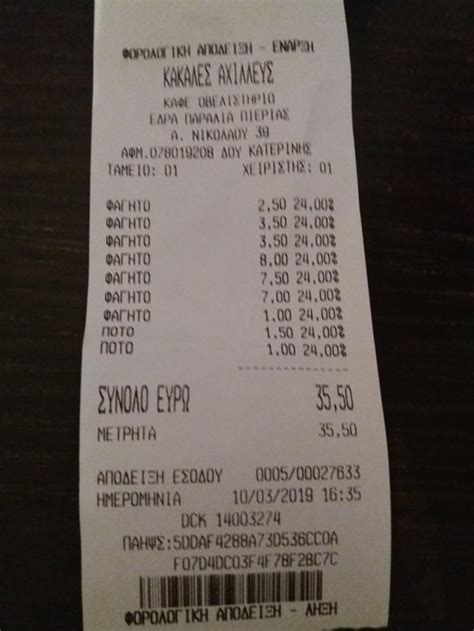 ΦΟΡΟΛΟΓΙΚΗ ΑΠΟΔΕΙΞΗ - ΕΝΑΡΞΗ
ΚΑΚΑΛΕΣ ΑΧΙΛΛΕΥΣ
ΚΑΦΕ ΟΒΕΛΙΣΤΗΡΙΟ
ΕΔΡΑ ΠΑΡΑΛΙΑ ΠΙΕΡΙΑΣ
Α. ΝΙΚΟΛΑΟΥ 39
ΑΦΜ.078019208 ΔΟΥ ΚΑΤΕΡΙΝΗΣ
ΤΑΜΕΙΟ: 01 ΧΕΙΡΙΣΤΗΣ: 01
ΦΑΓΗΤΟ 2,50 24,00%
ΦΑΓΗΤΟ 3,50 24,00%
ΦΑΓΗΤΟ 3,50 24,00%
ΦΑΓΗΤΟ 8,00 24,00%
ΦΑΓΗΤΟ 7,50 24,00%
ΦΑΓΗΤΟ 7,00 24,00%
ΦΑΓΗΤΟ 1,00 24,00%
ΠΟΤΟ 1,50 24,00%
ΠΟΤΟ 1,00 24,00%
ΣΥΝΟΛΟ ΕΥΡΩ 35,50
ΜΕΤΡΗΤΑ 35,50
ΑΠΟΔΕΙΞΗ ΕΣΟΔΟΥ 0005/00027633
ΗΜΕΡΟΜΗΝΙΑ 10/03/2019 16:35
DCK 14003274
ΠΑΗΨΣ:5DDAF4288A73D536CC0A
F07D4DC03F4F78F28C7C
ΦΟΡΟΛΟΓΙΚΗ ΑΠΟΔΕΙΞΗ - ΛΗΞΗ